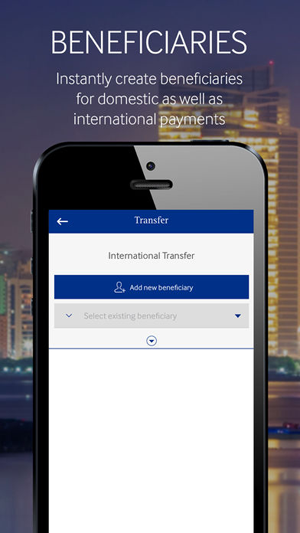 BENEFICIARIES
Instantly create beneficiaries
for domestic as well as
international payments
Transfer
International Transfer
Add new beneficiary
Select existing beneficiary